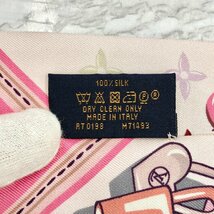 100%SILK
DRY CLEAN ONLY
MADE IN ITALY
RT0198 M71493